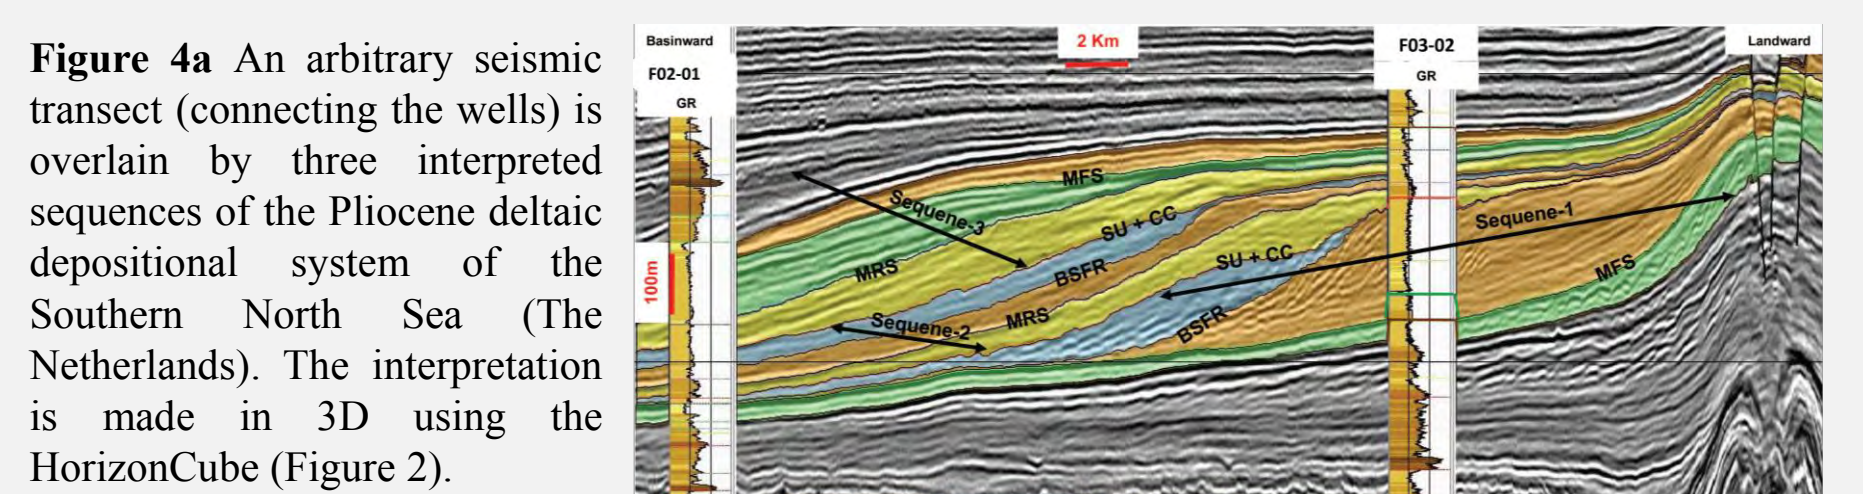 Figure 4a An arbitrary seismic
transect (connecting the wells) is
overlain by three interpreted
sequences of the Pliocene deltaic
depositional system of the
Southern North Sea (The
Netherlands). The interpretation
is made in 3D using the
HorizonCube (Figure 2).
Basinward
F02-01
GR
2 Km
F03-02
GR
Landward
100m
MFS
Sequene-3
SU + CC
MRS
BSFR
Sequene-1
SU + CC
MFS
Sequene-2
MRS
BSFR